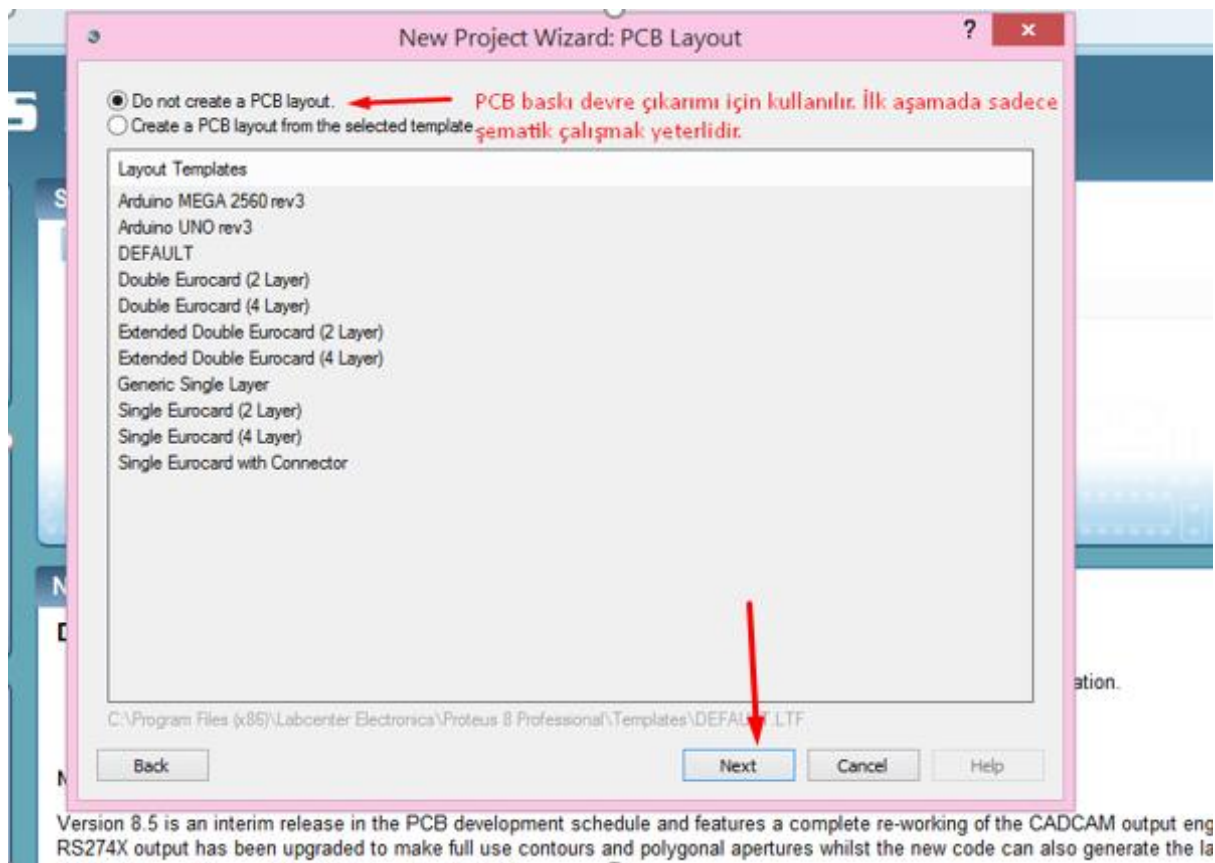 New Project Wizard: PCB Layout
?
Do not create a PCB layout.
PCB baskı devre çıkarımı için kullanılır. İlk aşamada sadece
Create a PCB layout from the selected template
şematik çalışmak yeterlidir.
Layout Templates
Arduino MEGA 2560 rev3
Arduino UNO rev3
DEFAULT
Double Eurocard (2 Layer)
Double Eurocard (4 Layer)
Extended Double Eurocard (2 Layer)
Extended Double Eurocard (4 Layer)
Generic Single Layer
Single Eurocard (2 Layer)
Single Eurocard (4 Layer)
Single Eurocard with Connector
ation.
C:\Program Files (x86)\Labcenter Electronics\Proteus 8 Professional\Templates\DEFAULT.LTF
Back
Next
Cancel
Help
Version 8.5 is an interim release in the PCB development schedule and features a complete re-working of the CADCAM output eng
RS274X output has been upgraded to make full use contours and polygonal apertures whilst the new code can also generate the la